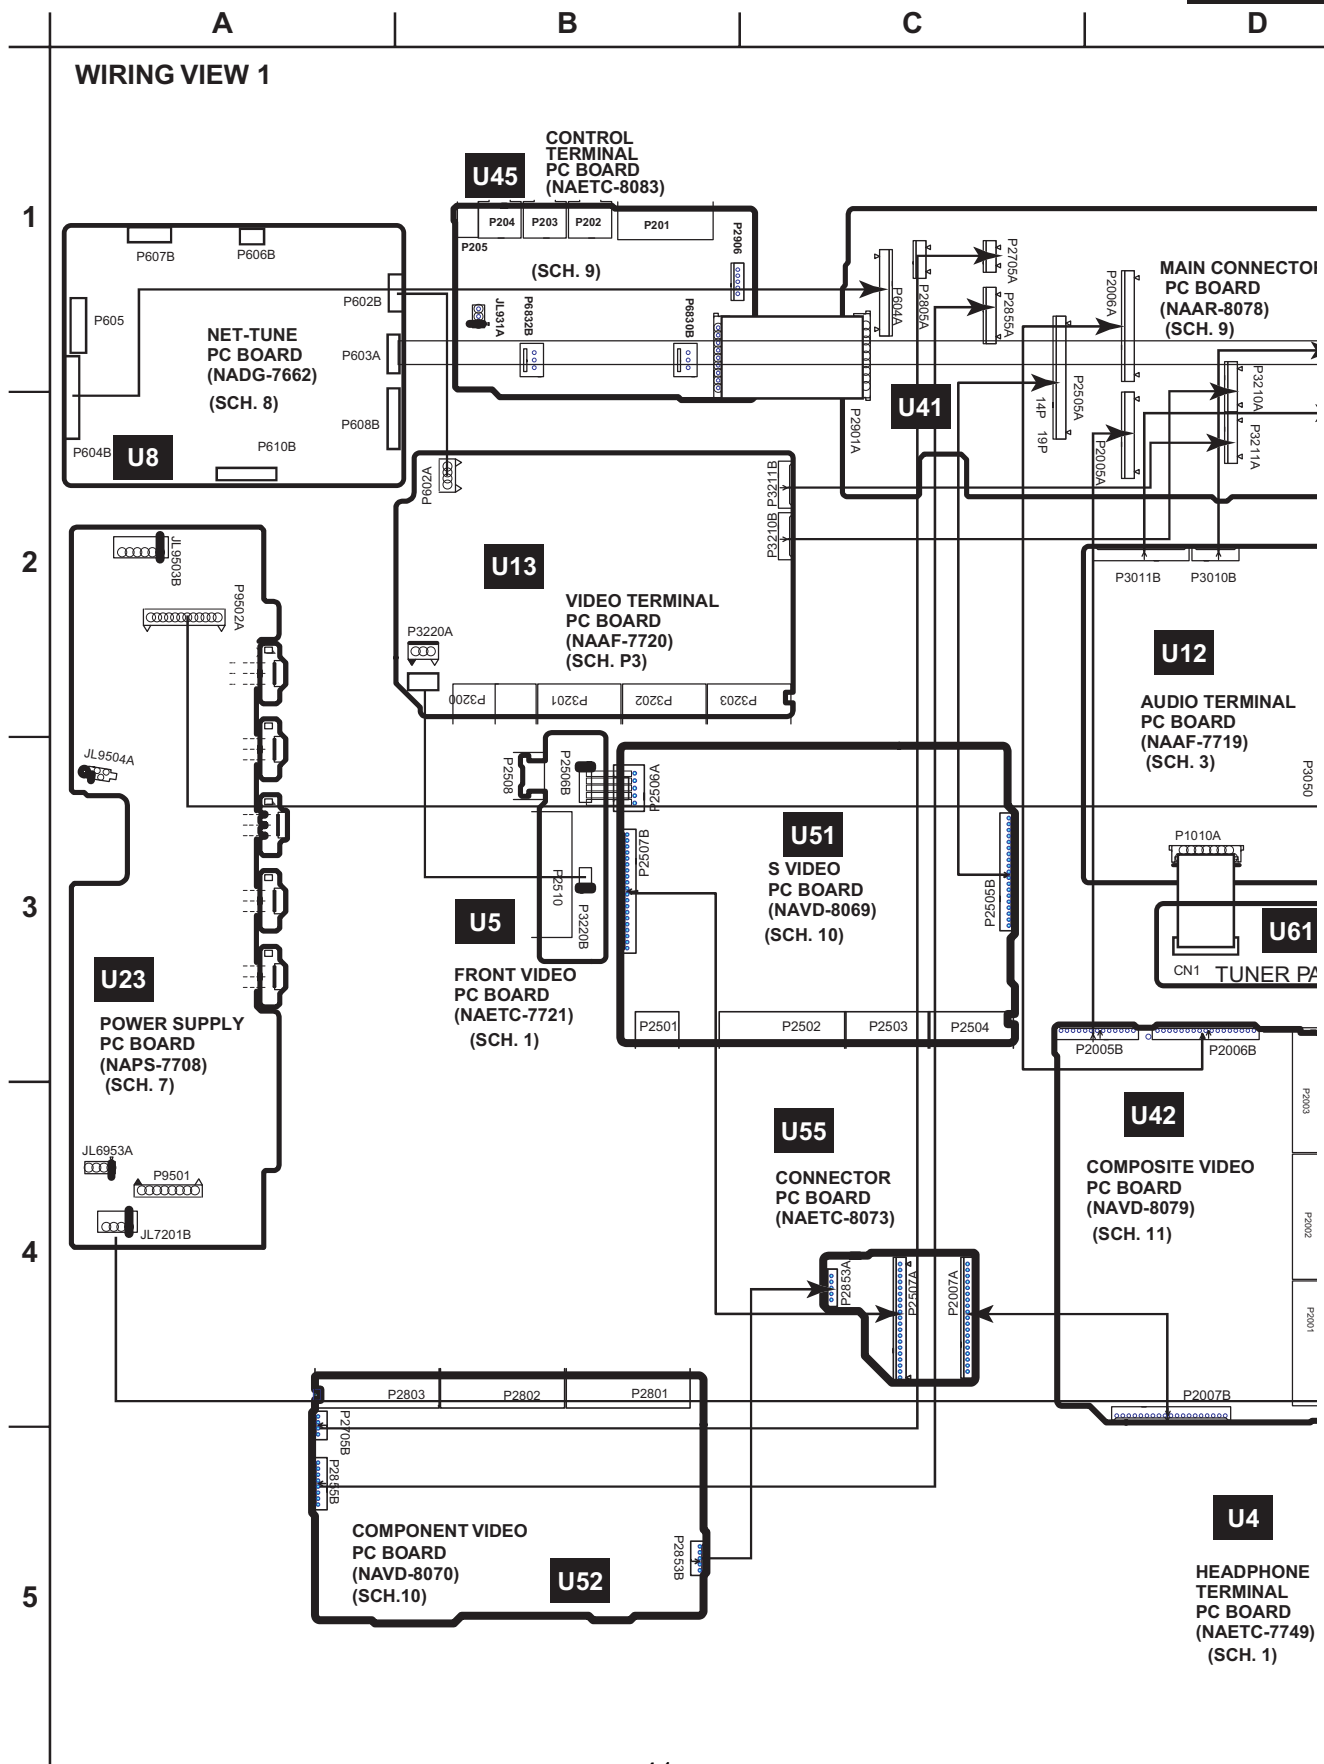 A
B
C
D
WIRING VIEW 1
1
2
3
4
5
U45
CONTROL
TERMINAL
PC BOARD
(NAETC-8083)
P204
P203
P202
P201
P205
P2906
(SCH. 9)
JL931A
P6832B
P6830B
P607B
P606B
P602B
P605
P603A
NET-TUNE
PC BOARD
(NADG-7662)
(SCH. 8)
P608B
P604B
U8
P610B
P604A
P2805A
P2705A
P2855A
P2006A
MAIN CONNECTOR
PC BOARD
(NAAR-8078)
(SCH. 9)
U41
P2901A
14P
19P
P2505A
P2005A
P3210A
P3211A
P602A
P3211B
P3210B
U13
VIDEO TERMINAL
PC BOARD
(NAAF-7720)
(SCH. P3)
P3220A
P3200
P3201
P3202
P3203
JL9503B
P9502A
JL9504A
U23
POWER SUPPLY
PC BOARD
(NAPS-7708)
(SCH. 7)
JL6953A
P9501
JL7201B
P3011B
P3010B
U12
AUDIO TERMINAL
PC BOARD
(NAAF-7719)
(SCH. 3)
P3050
P1010A
U61
CN1
TUNER PA
P2508
P2506B
P2506A
P2510
P2507B
P3220B
U5
FRONT VIDEO
PC BOARD
(NAETC-7721)
(SCH. 1)
U51
S VIDEO
PC BOARD
(NAVD-8069)
(SCH. 10)
P2505B
P2501
P2502
P2503
P2504
P2005B
P2006B
U42
COMPOSITE VIDEO
PC BOARD
(NAVD-8079)
(SCH. 11)
P2003
P2002
P2001
P2007B
U55
CONNECTOR
PC BOARD
(NAETC-8073)
P2853A
P2507A
P2007A
P2803
P2802
P2801
P2705B
P2855B
COMPONENT VIDEO
PC BOARD
(NAVD-8070)
(SCH.10)
U52
P2853B
U4
HEADPHONE
TERMINAL
PC BOARD
(NAETC-7749)
(SCH. 1)